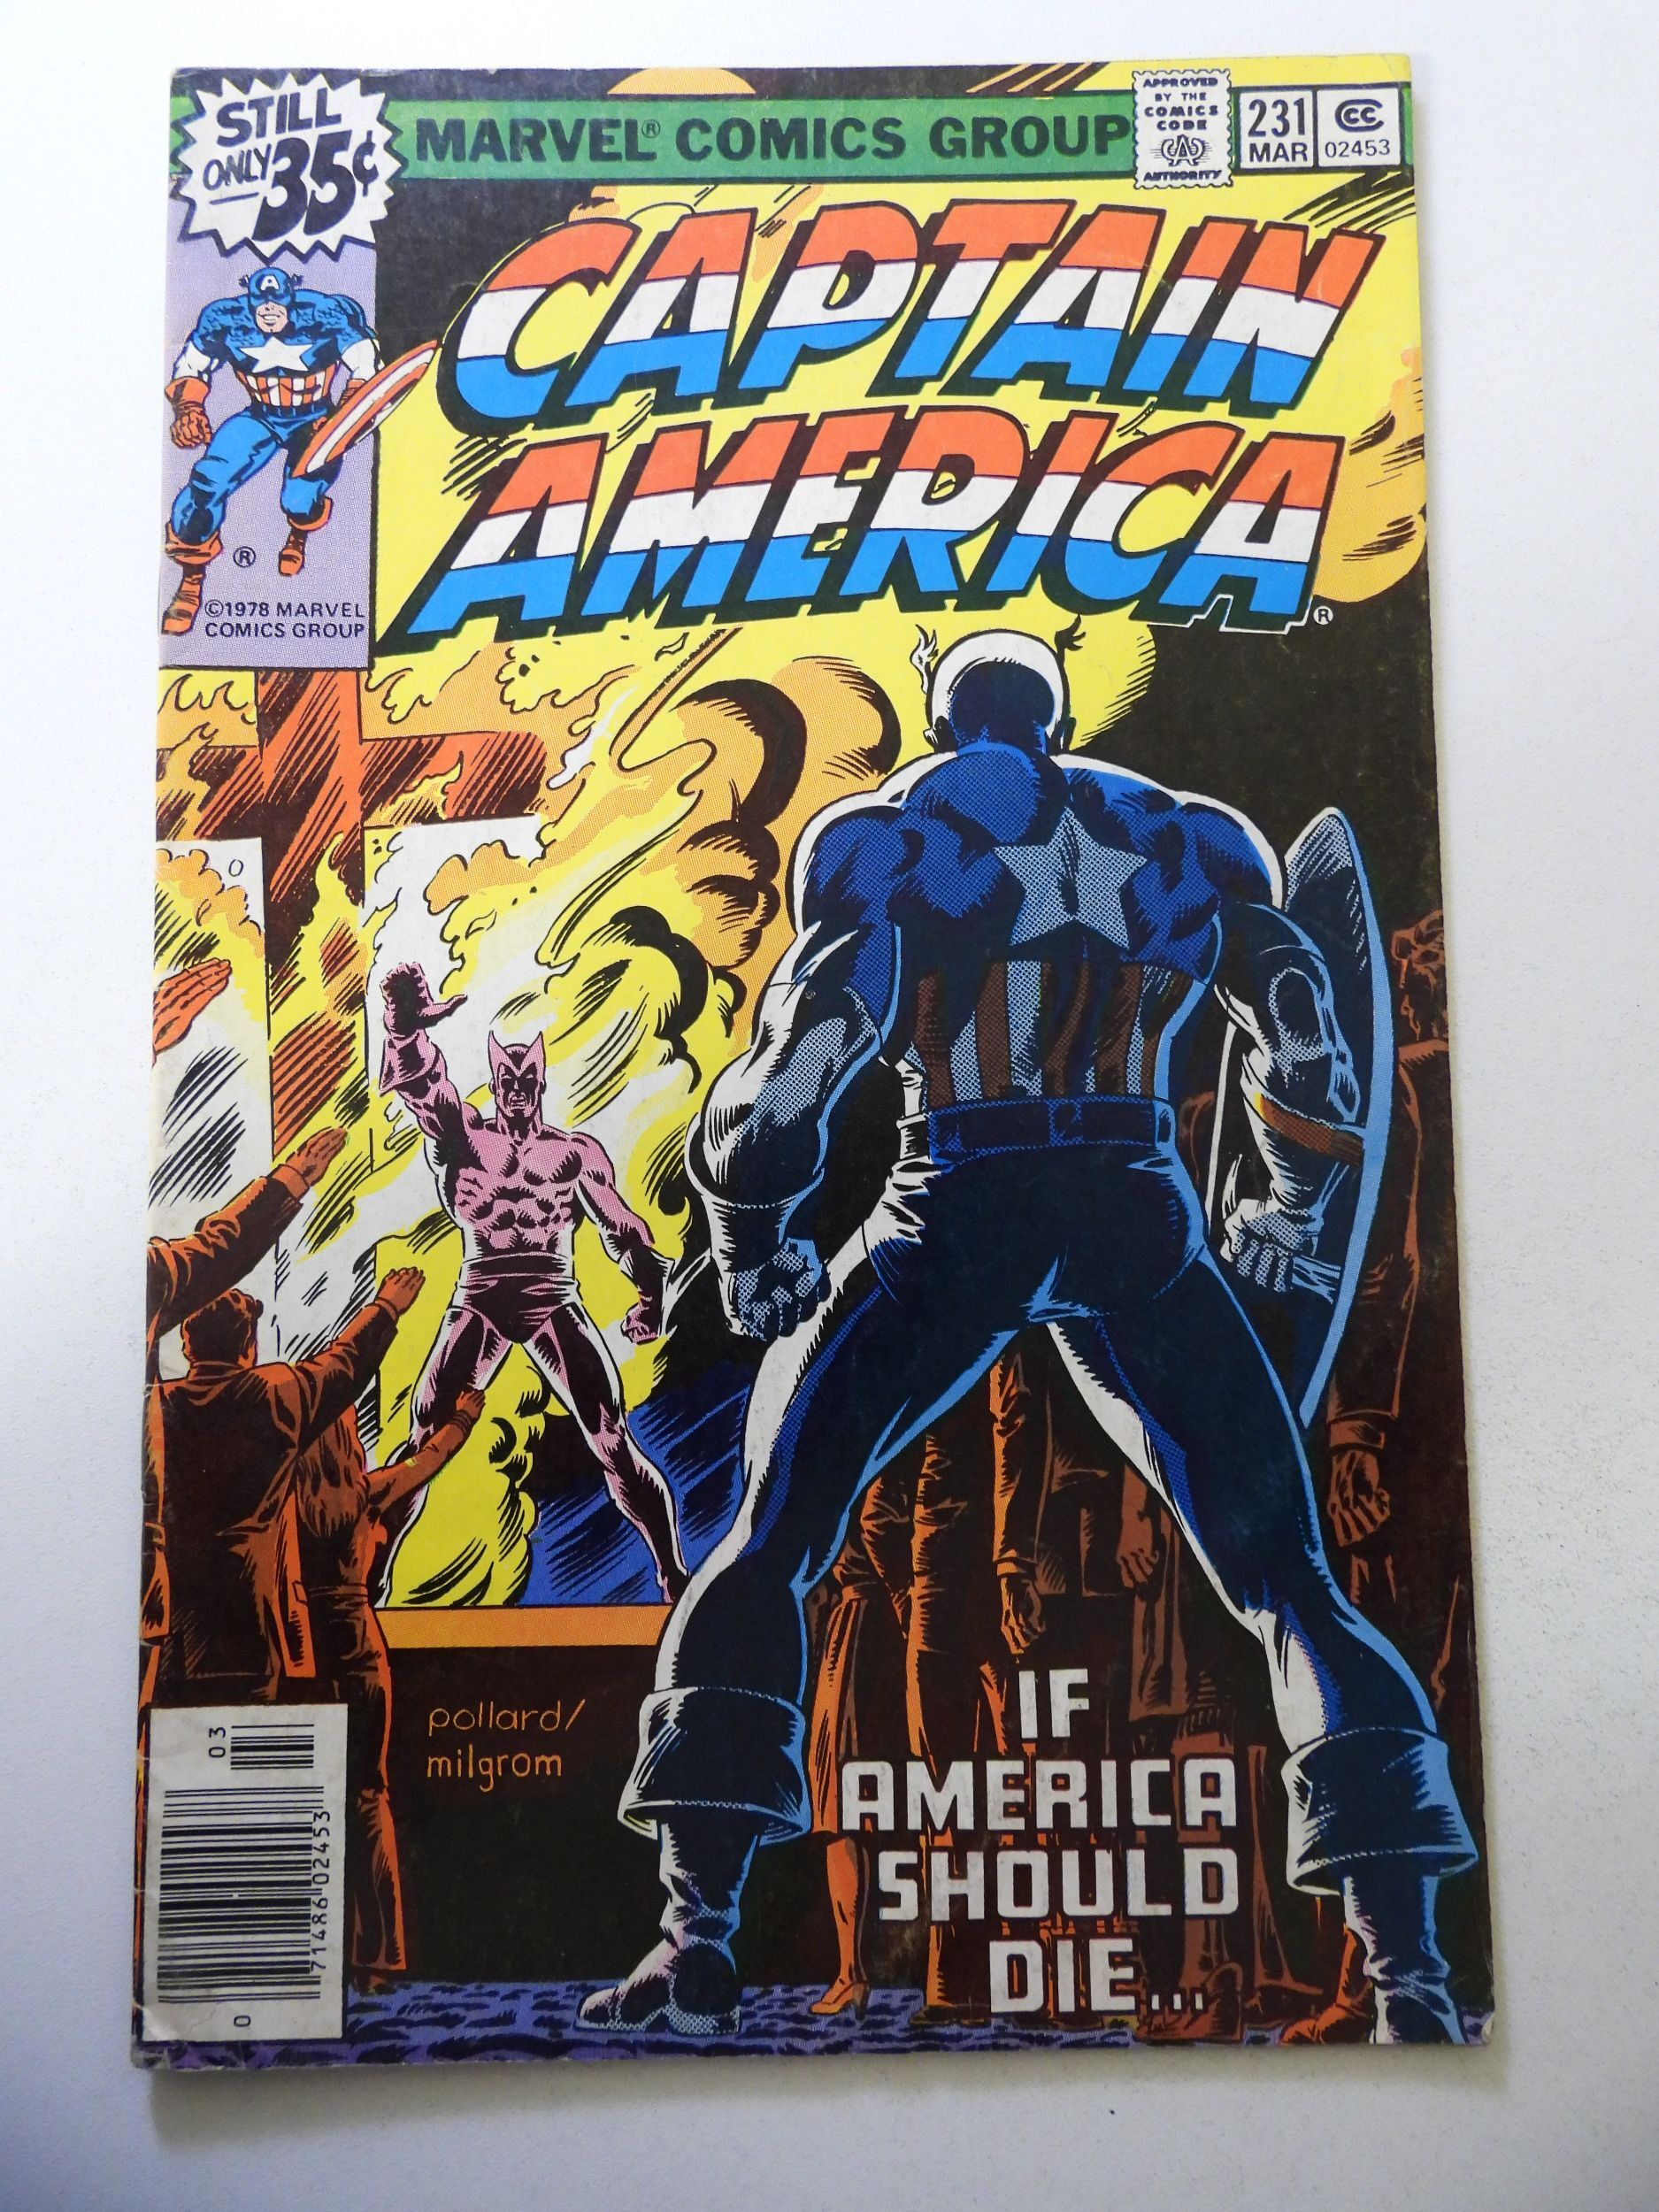 STILL
ONLY 35¢
MARVEL® COMICS GROUP
APPROVED
BY THE
COMICS
CODE
CA
AUTHORITY
231
MAR
CC
02453
CAPTAIN
AMERICA®
A
®
©1978 MARVEL
COMICS GROUP
pollard/
milgrom
IF
AMERICA
SHOULD
DIE...
03
71486 02453
0